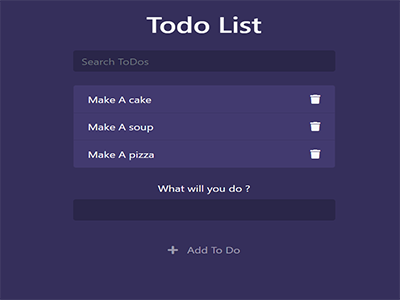 Todo List
Search ToDos
Make A cake
Make A soup
Make A pizza
What will you do ?
Add To Do